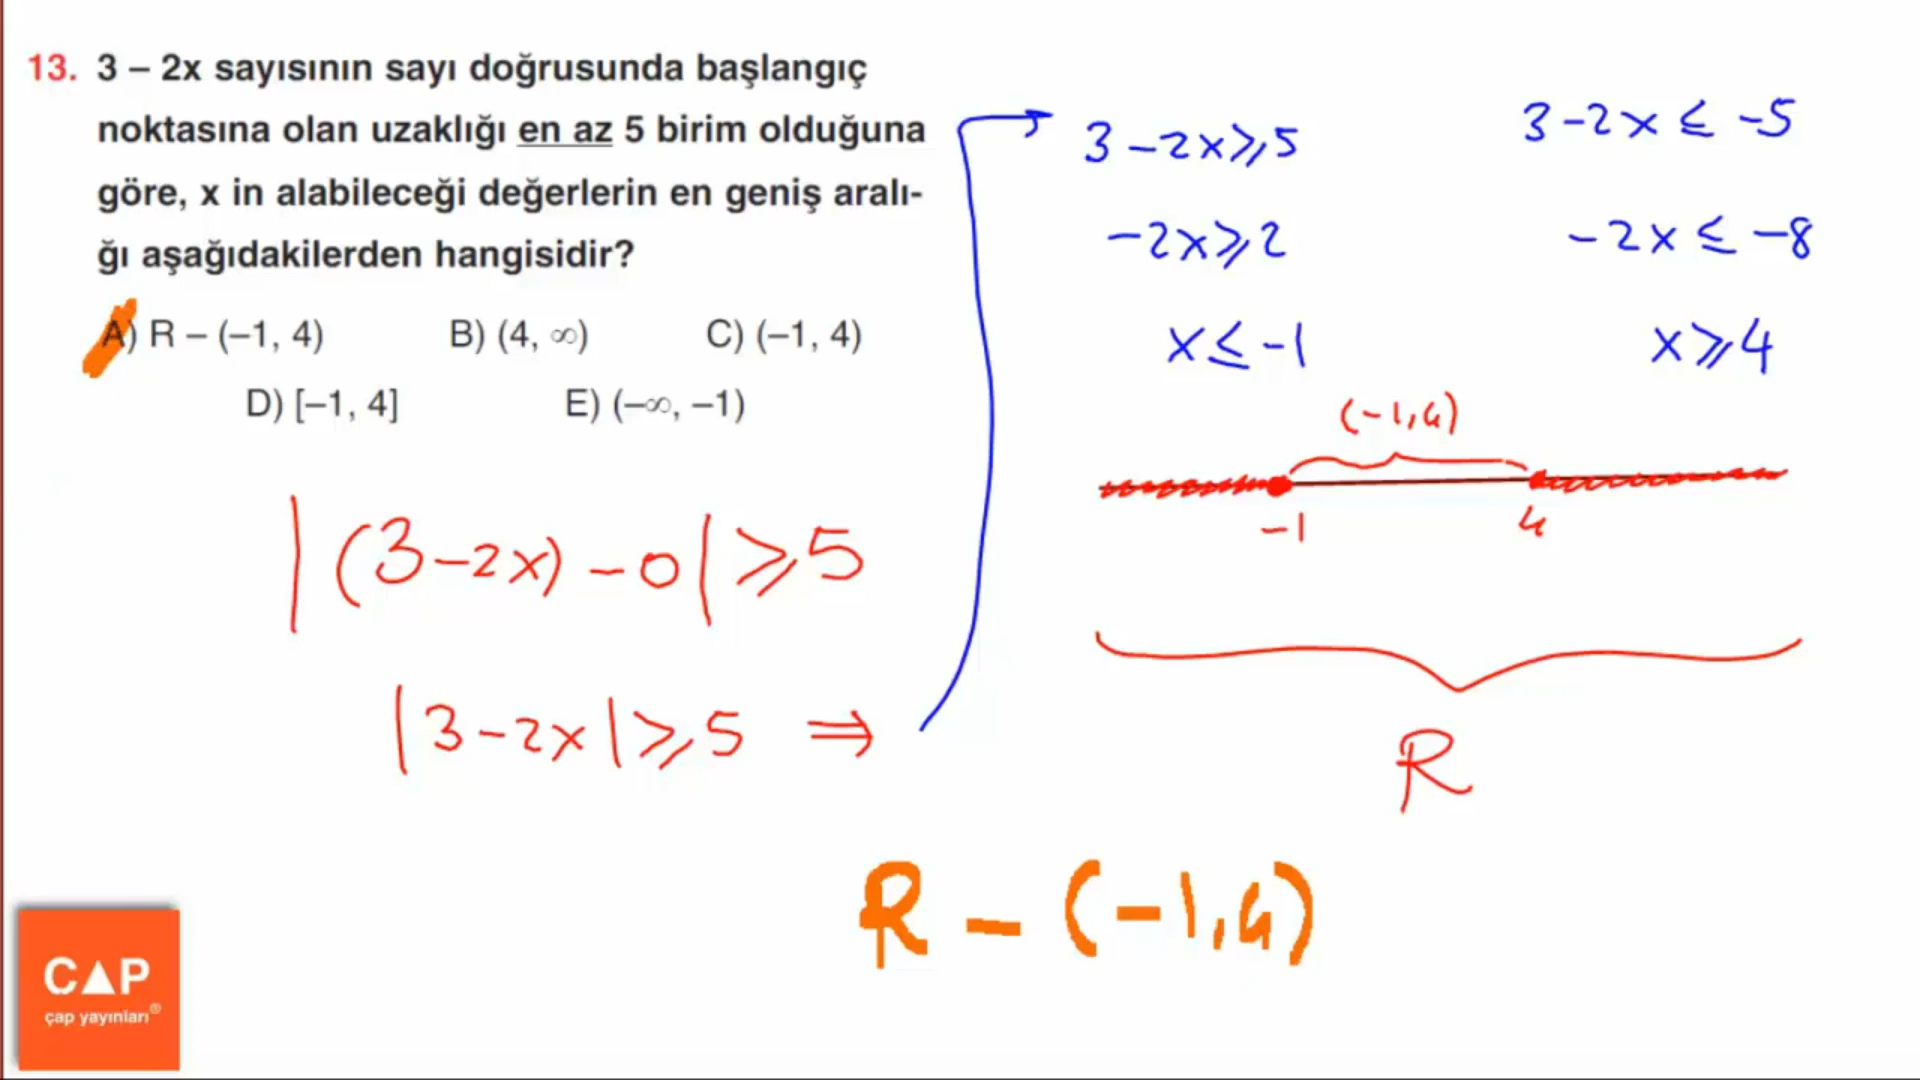 13. 3 – 2x sayısının sayı doğrusunda başlangıç
noktasına olan uzaklığı en az 5 birim olduğuna
göre, x in alabileceği değerlerin en geniş aralı-
ğı aşağıdakilerden hangisidir?
A) R – (–1, 4) B) (4, ∞) C) (–1, 4)
D) [–1, 4] E) (–∞, –1)
|(3-2x) - 0| ≥ 5
|3-2x| ≥ 5 ⇒
3-2x ≥ 5 3-2x ≤ -5
-2x ≥ 2 -2x ≤ -8
x ≤ -1 x ≥ 4
(-1,4)
-1 4
R
R - (-1,4)
ÇAP
çap yayınları®